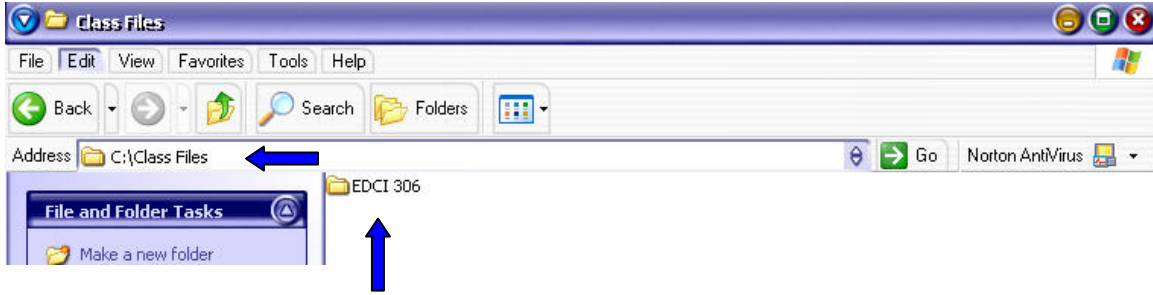 Class Files
File Edit View Favorites Tools Help
Back Search Folders
Address C:\Class Files Go Norton AntiVirus
EDCI 306
File and Folder Tasks
Make a new folder